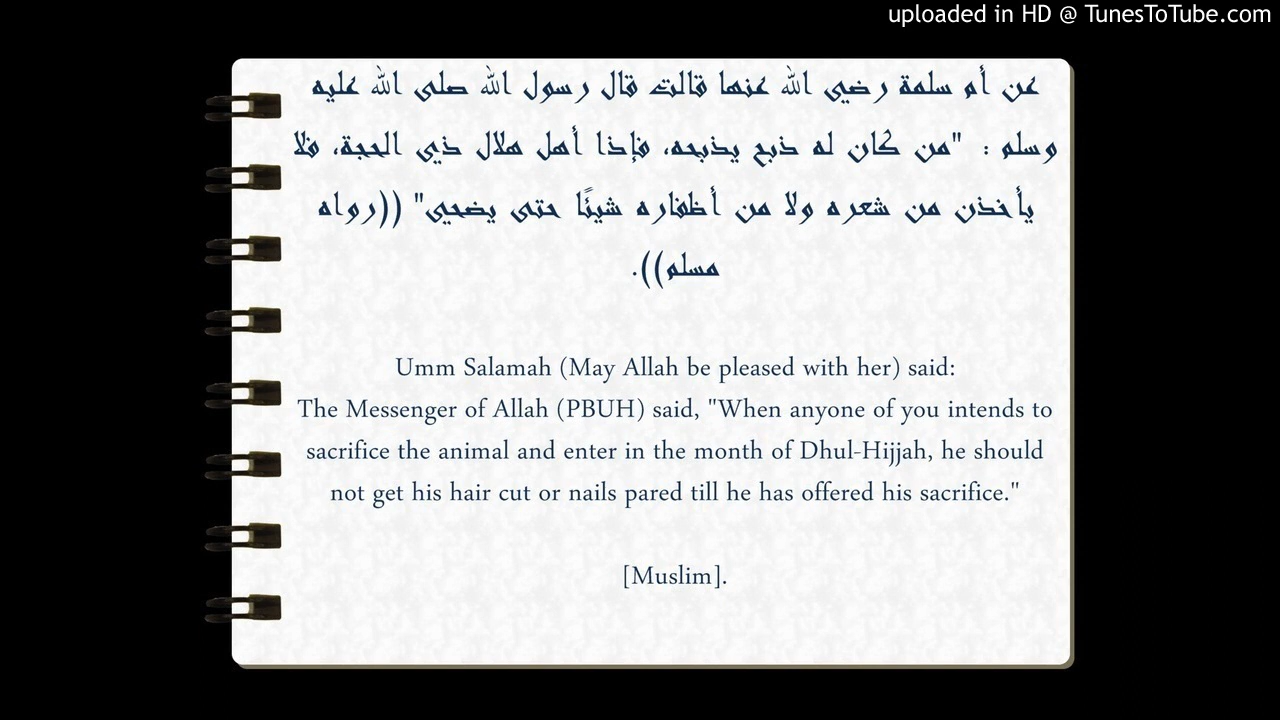 uploaded in HD @ TunesToTube.com
عن أم سلمة رضي الله عنها قالت قال رسول الله صلى الله عليه
وسلم : "من كان له ذبح يذبحه، فإذا أهل هلال ذي الحجة، فلا
يأخذن من شعره ولا من أظفاره شيئًا حتى يضحي" ((رواه
مسلم)).
Umm Salamah (May Allah be pleased with her) said:
The Messenger of Allah (PBUH) said, "When anyone of you intends to
sacrifice the animal and enter in the month of Dhul-Hijjah, he should
not get his hair cut or nails pared till he has offered his sacrifice."
[Muslim].